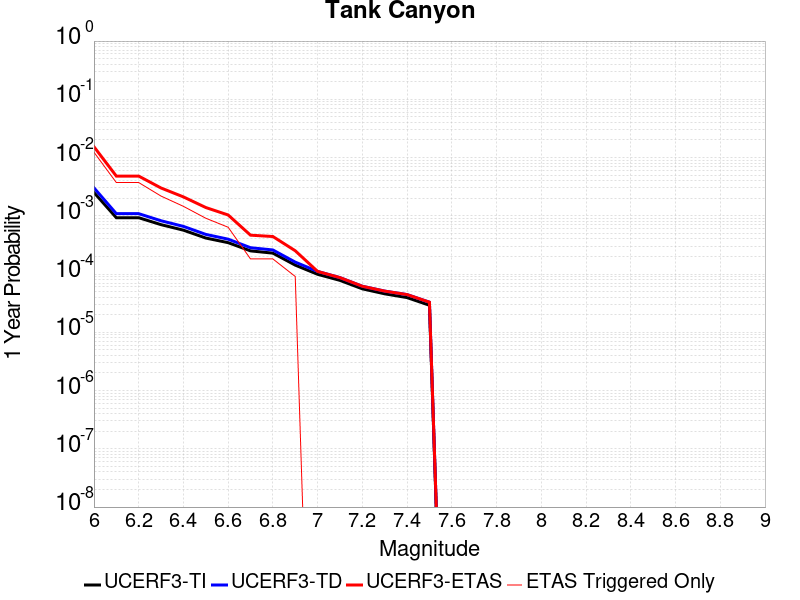 Tank Canyon
10^0
10^-1
10^-2
10^-3
10^-4
10^-5
10^-6
10^-7
10^-8
1 Year Probability
6 6.2 6.4 6.6 6.8 7 7.2 7.4 7.6 7.8 8 8.2 8.4 8.6 8.8 9
Magnitude
UCERF3-TI UCERF3-TD UCERF3-ETAS ETAS Triggered Only